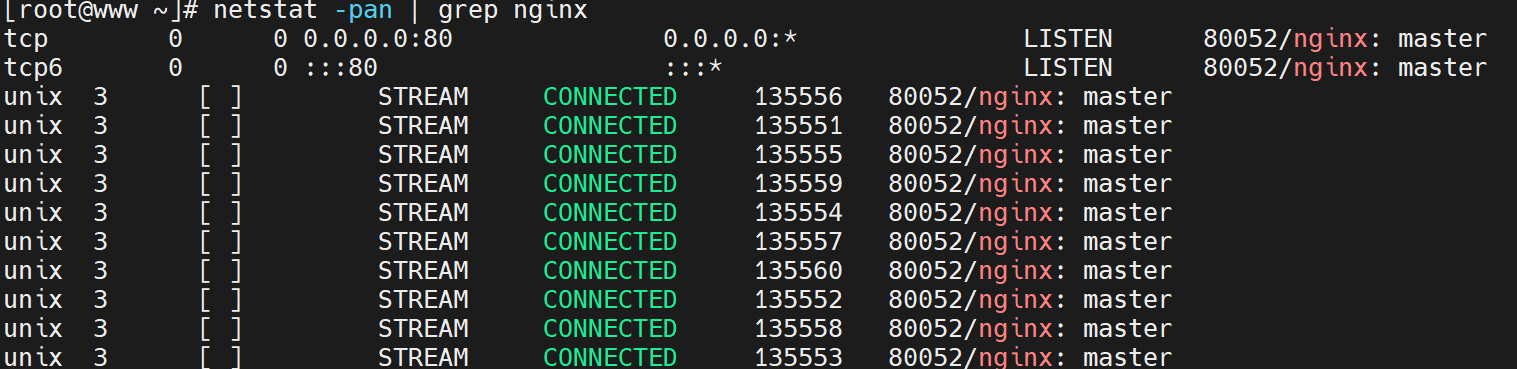 [root@www ~]# netstat -pan | grep nginx
tcp        0      0 0.0.0.0:80              0.0.0.0:*               LISTEN      80052/nginx: master
tcp6       0      0 :::80                   :::*                    LISTEN      80052/nginx: master
unix  3      [ ]         STREAM     CONNECTED     135556   80052/nginx: master
unix  3      [ ]         STREAM     CONNECTED     135551   80052/nginx: master
unix  3      [ ]         STREAM     CONNECTED     135555   80052/nginx: master
unix  3      [ ]         STREAM     CONNECTED     135559   80052/nginx: master
unix  3      [ ]         STREAM     CONNECTED     135554   80052/nginx: master
unix  3      [ ]         STREAM     CONNECTED     135557   80052/nginx: master
unix  3      [ ]         STREAM     CONNECTED     135560   80052/nginx: master
unix  3      [ ]         STREAM     CONNECTED     135552   80052/nginx: master
unix  3      [ ]         STREAM     CONNECTED     135558   80052/nginx: master
unix  3      [ ]         STREAM     CONNECTED     135553   80052/nginx: master